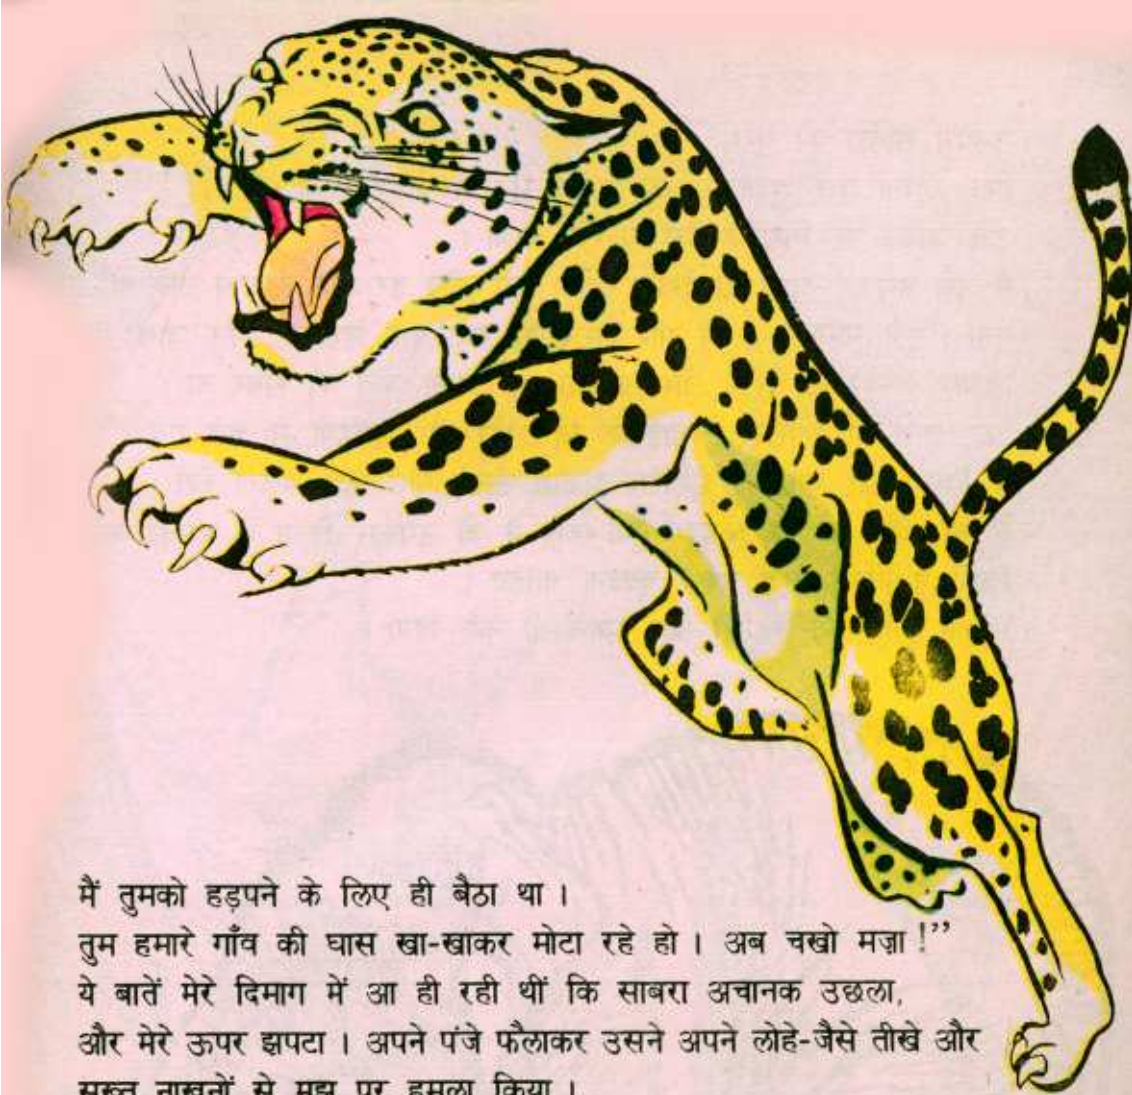 मैं तुमको हड़पने के लिए ही बैठा था ।
तुम हमारे गाँव की घास खा-खाकर मोटा रहे हो । अब चखो मज़ा !”
ये बातें मेरे दिमाग में आ ही रही थीं कि साबरा अचानक उछला,
और मेरे ऊपर झपटा । अपने पंजे फैलाकर उसने अपने लोहे-जैसे तीखे और
सख्त नाखूनों से मुझ पर हमला किया ।